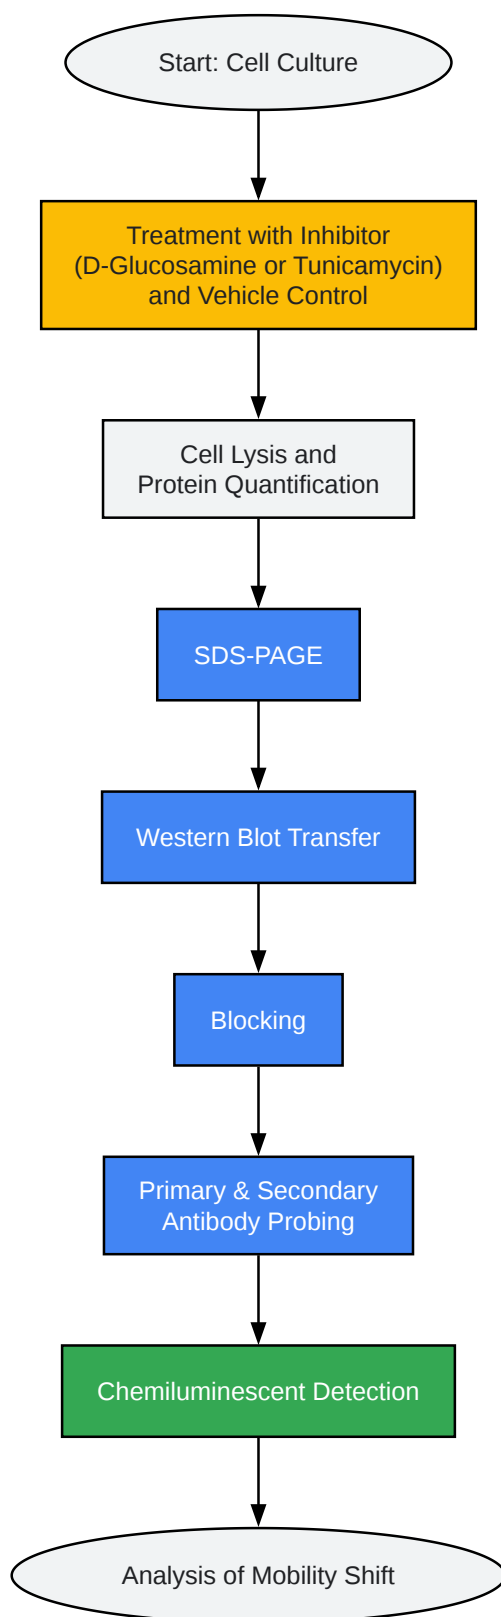 Start: Cell Culture
Treatment with Inhibitor
(D-Glucosamine or Tunicamycin)
and Vehicle Control
Cell Lysis and
Protein Quantification
SDS-PAGE
Western Blot Transfer
Blocking
Primary & Secondary
Antibody Probing
Chemiluminescent Detection
Analysis of Mobility Shift